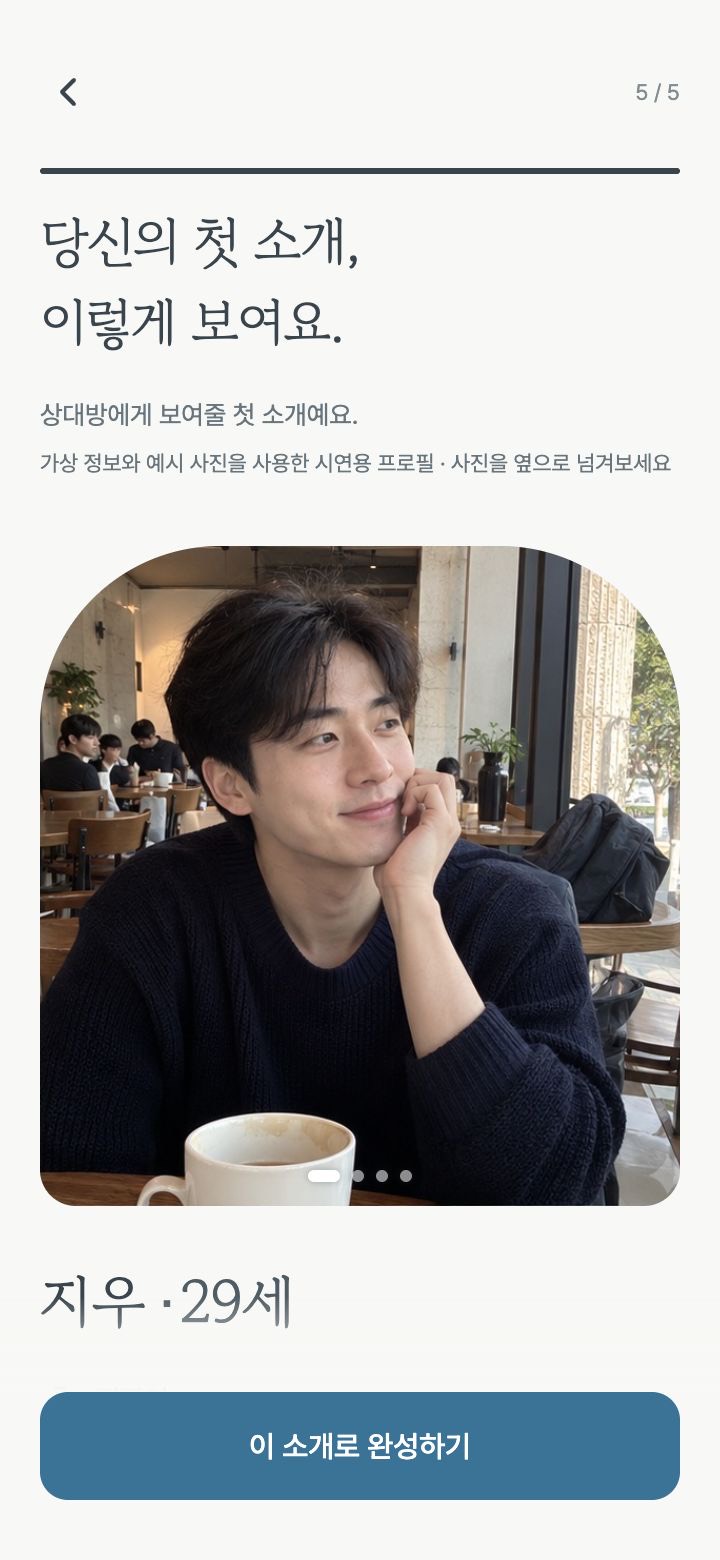 5 / 5
당신의 첫 소개,
이렇게 보여요.
상대방에게 보여줄 첫 소개예요.
가상 정보와 예시 사진을 사용한 시연용 프로필 · 사진을 옆으로 넘겨보세요
지우 · 29세
이 소개로 완성하기